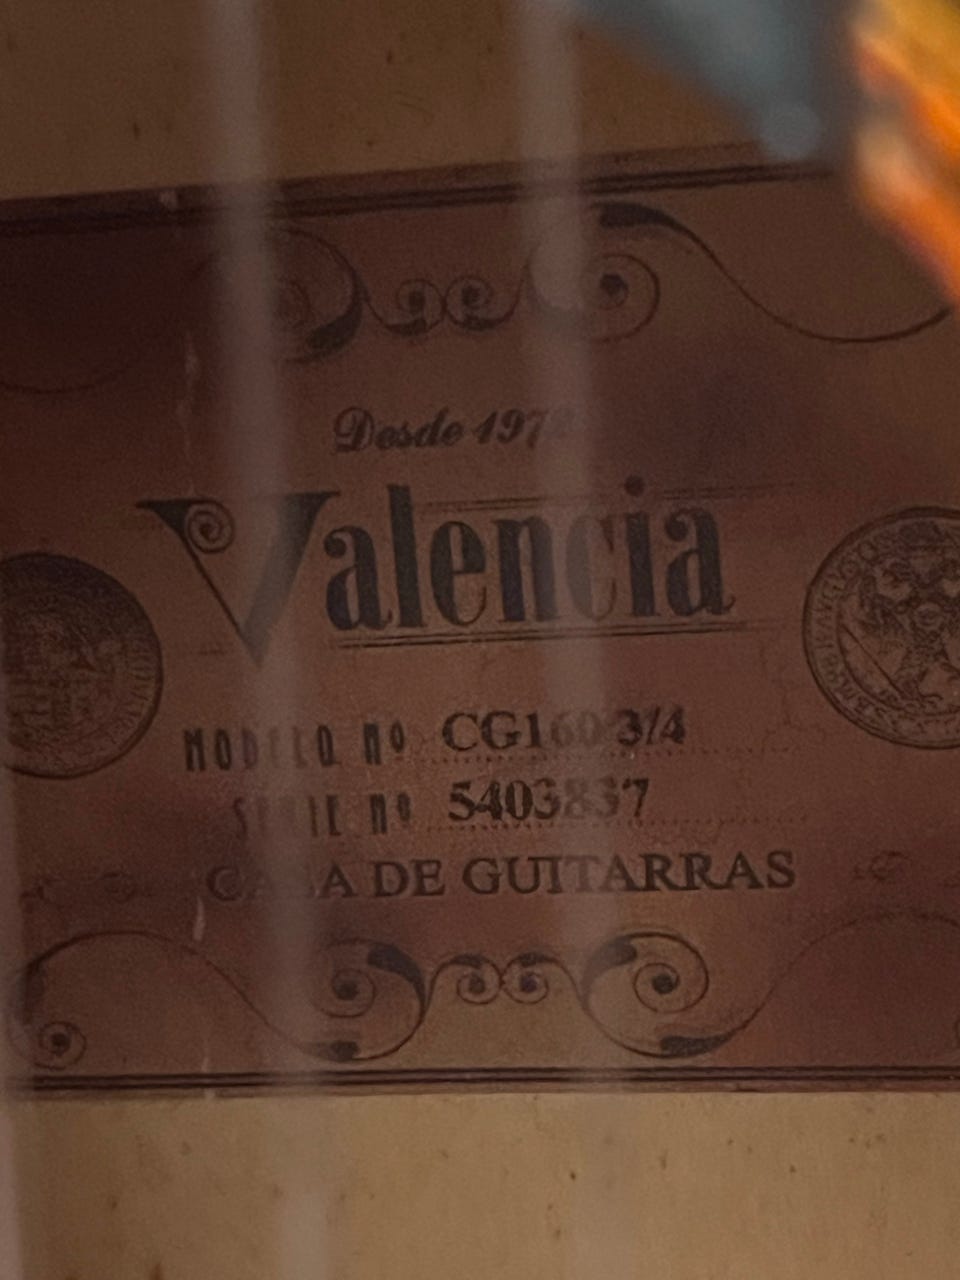 Desde 1972
Valencia
MODELO Nº CG160 3/4
SERIE Nº 5403837
CASA DE GUITARRAS